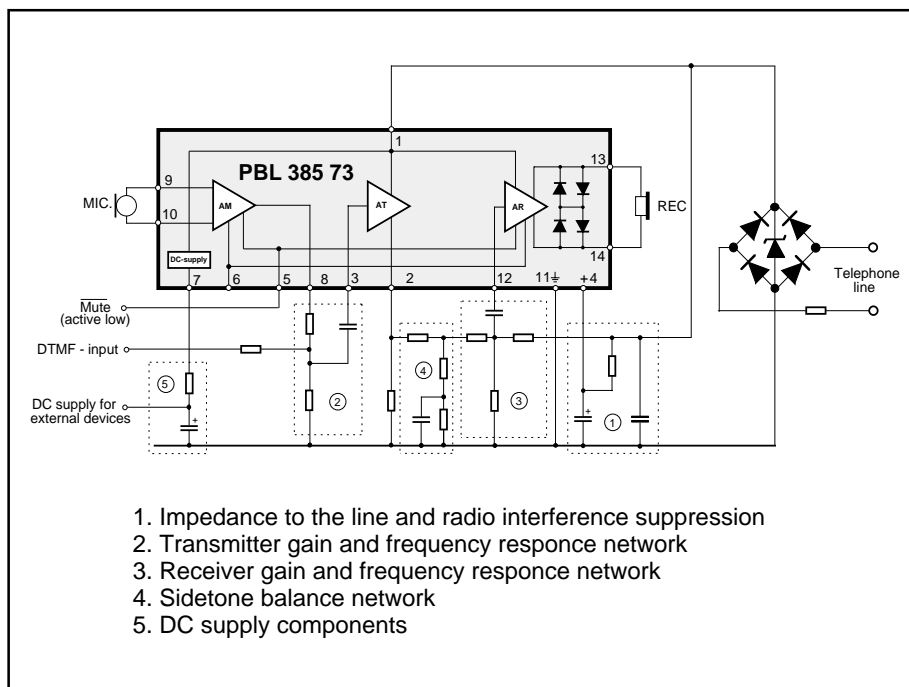 1
PBL 385 73
13
9
MIC.
AM
AT
AR
REC
10
14
DC-supply
7
6
5
8
3
2
12
11
+4
Telephone
line
Mute
(active low)
DTMF - input
+
5
2
4
3
+
1
DC supply for
external devices
1. Impedance to the line and radio interference suppression
2. Transmitter gain and frequency responce network
3. Receiver gain and frequency responce network
4. Sidetone balance network
5. DC supply components